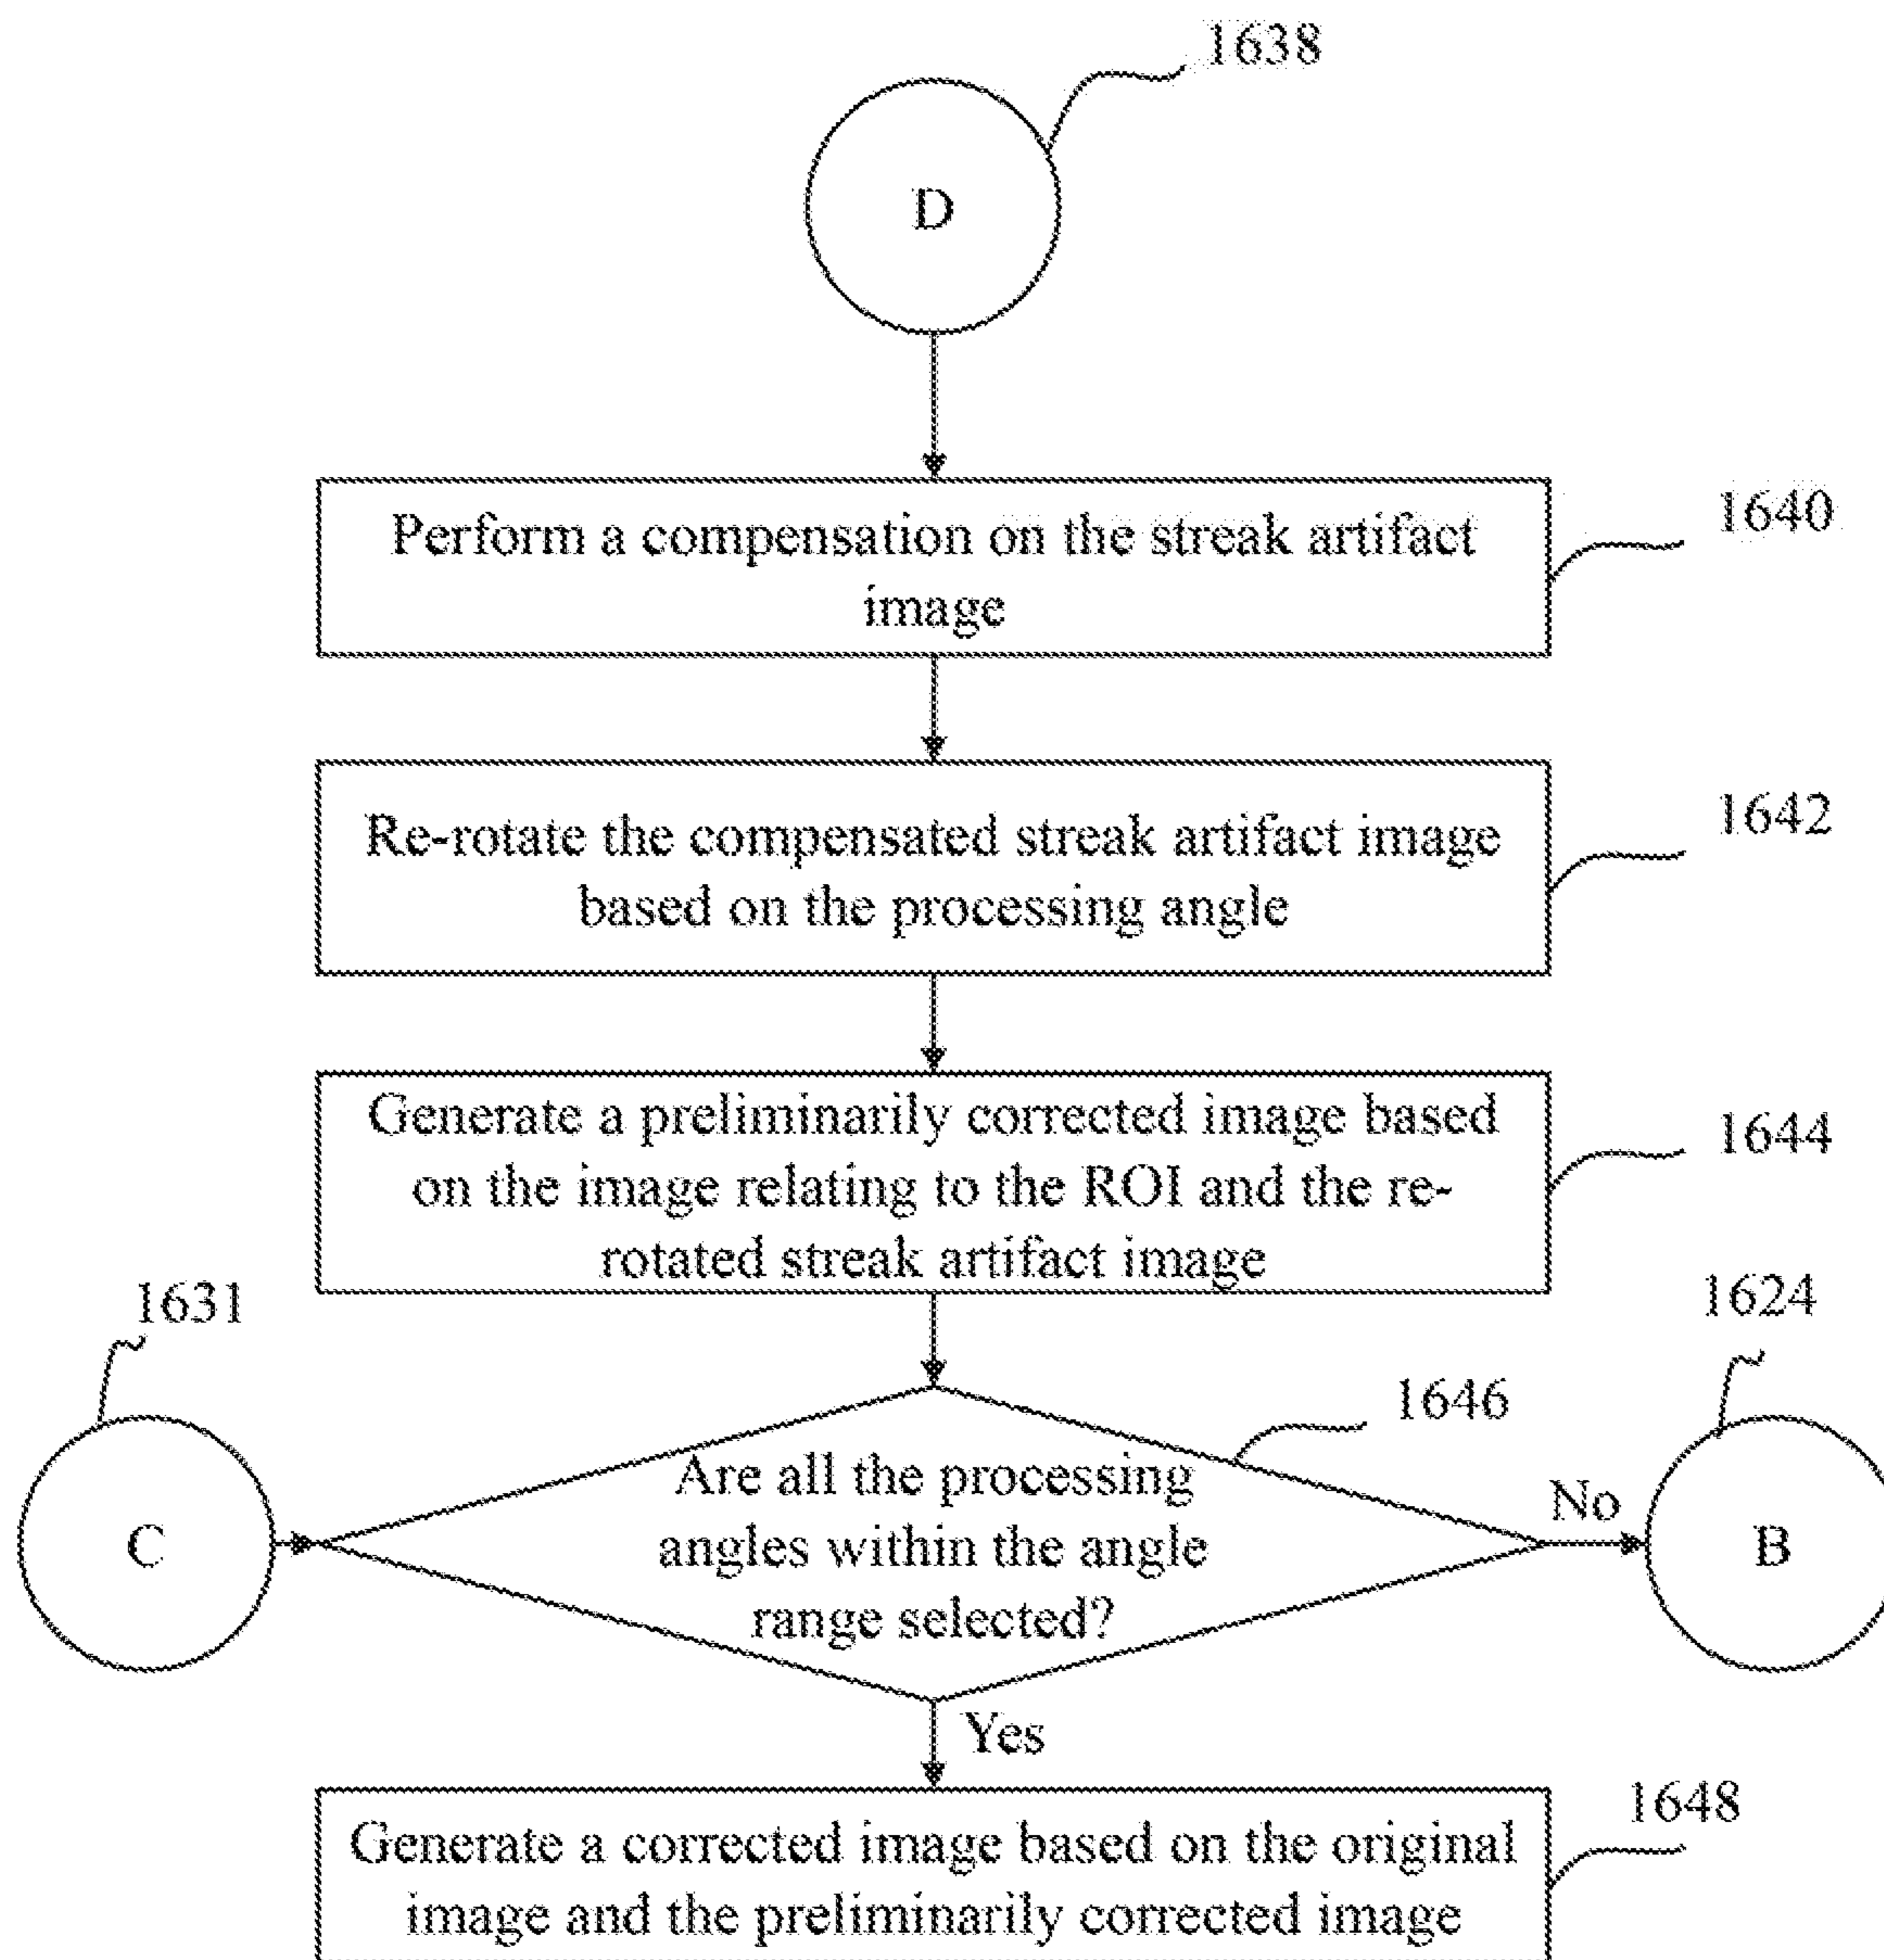 1638
D
Perform a compensation on the streak artifact
image
1640
Re-rotate the compensated streak artifact image
based on the processing angle
1642
Generate a preliminarily corrected image based
on the image relating to the ROI and the re-
rotated streak artifact image
1644
1631
1624
1646
C
Are all the processing
angles within the angle
range selected?
No
B
Yes
1648
Generate a corrected image based on the original
image and the preliminarily corrected image